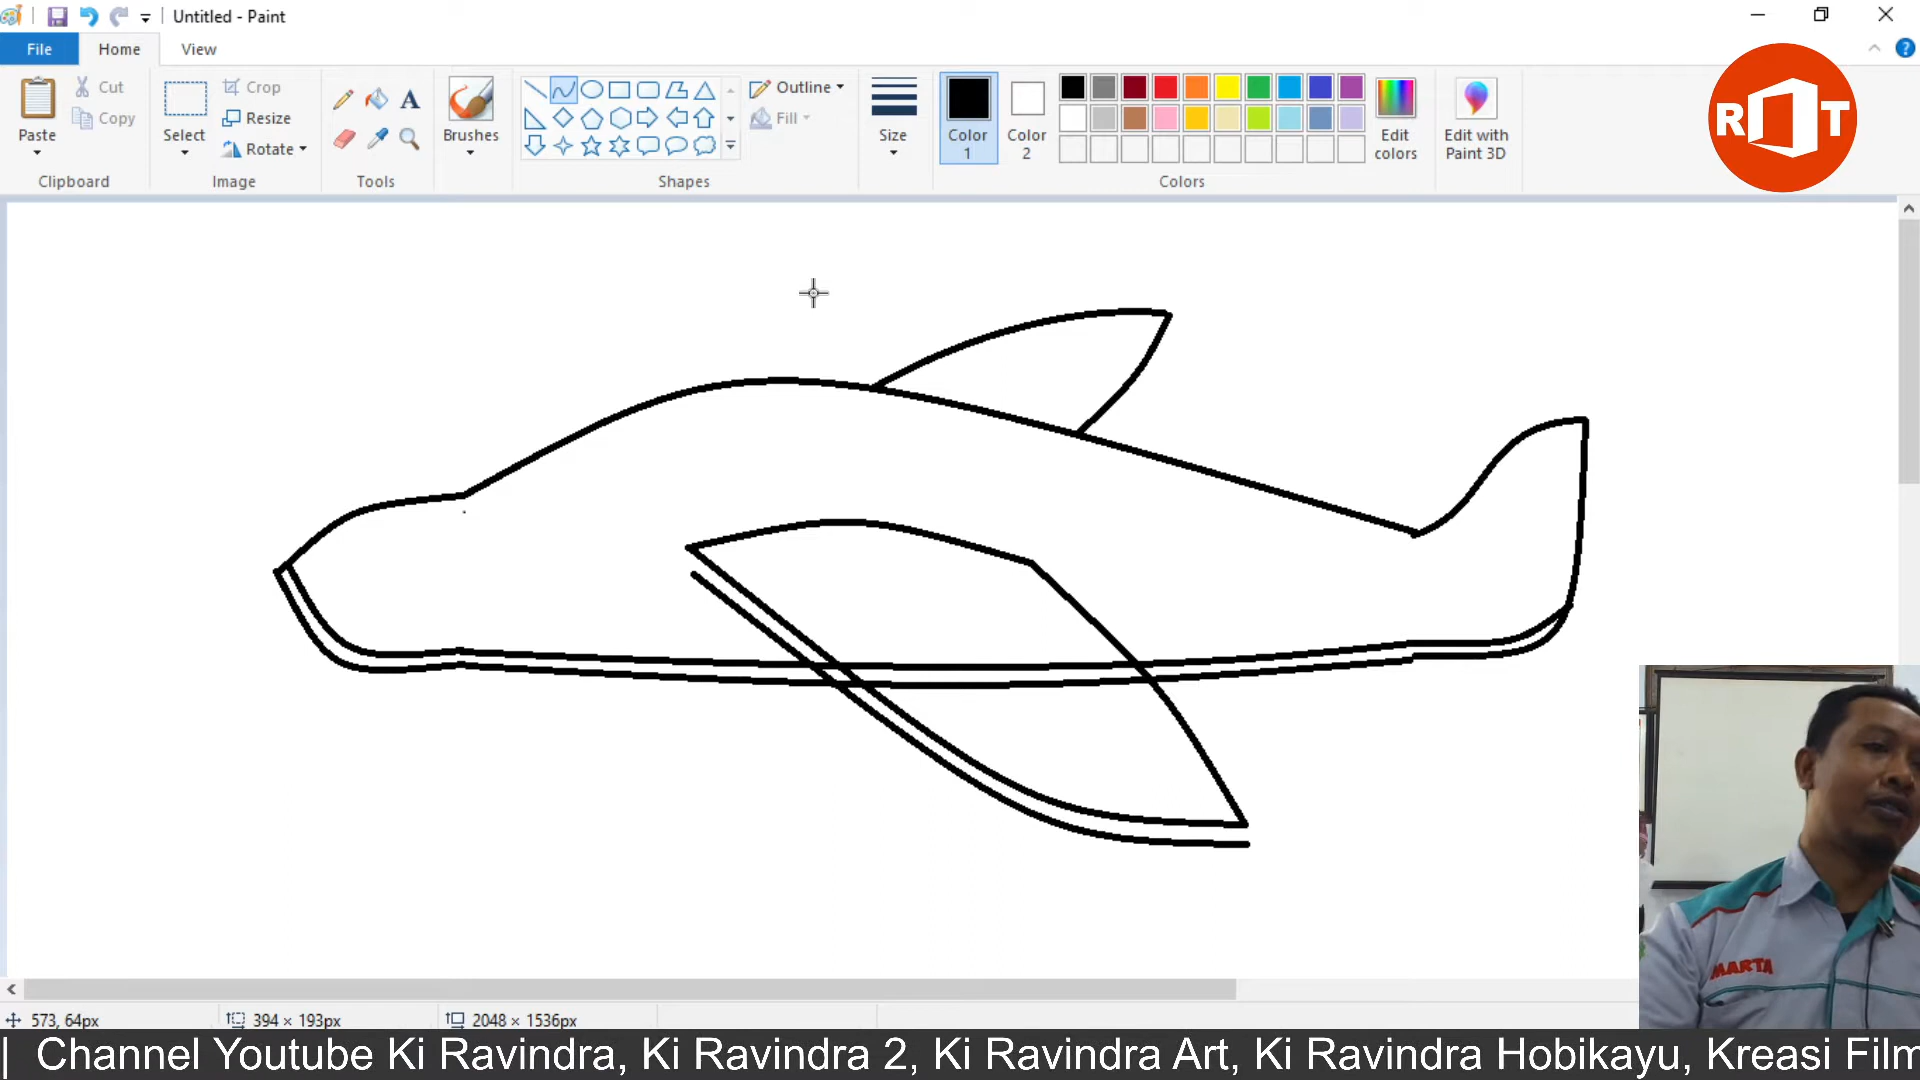 Untitled - Paint
File Home View
Paste Cut Copy
Clipboard
Select Crop Resize Rotate
Image
A
Tools
Brushes
Shapes
Outline
Fill
Size
Color 1
Color 2
Edit colors
Colors
Edit with Paint 3D
R T
MARTA
573, 64px 394 × 193px 2048 × 1536px
| Channel Youtube Ki Ravindra, Ki Ravindra 2, Ki Ravindra Art, Ki Ravindra Hobikayu, Kreasi Film